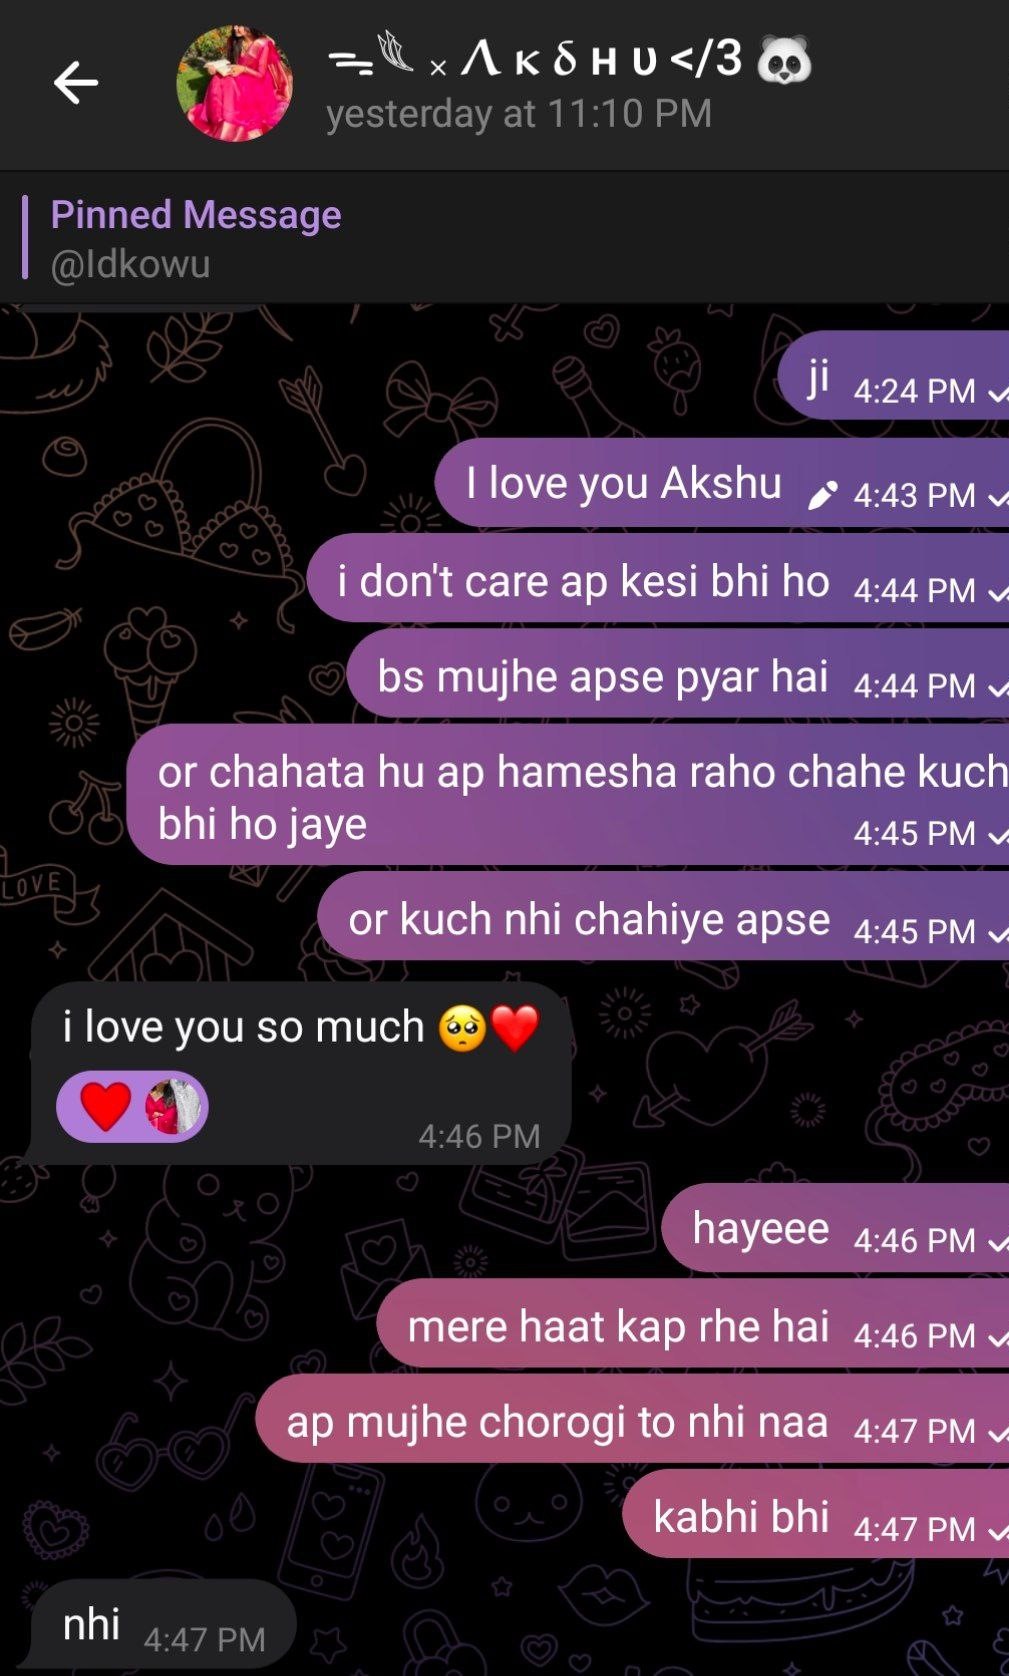 × Λ κ δ н υ </3 🐼
yesterday at 11:10 PM
Pinned Message
@Idkowu
ji 4:24 PM
I love you Akshu 4:43 PM
i don't care ap kesi bhi ho 4:44 PM
bs mujhe apse pyar hai 4:44 PM
or chahata hu ap hamesha raho chahe kuch
bhi ho jaye 4:45 PM
or kuch nhi chahiye apse 4:45 PM
LOVE
i love you so much 🥺❤️
❤️
4:46 PM
hayeee 4:46 PM
mere haat kap rhe hai 4:46 PM
ap mujhe chorogi to nhi naa 4:47 PM
kabhi bhi 4:47 PM
nhi 4:47 PM